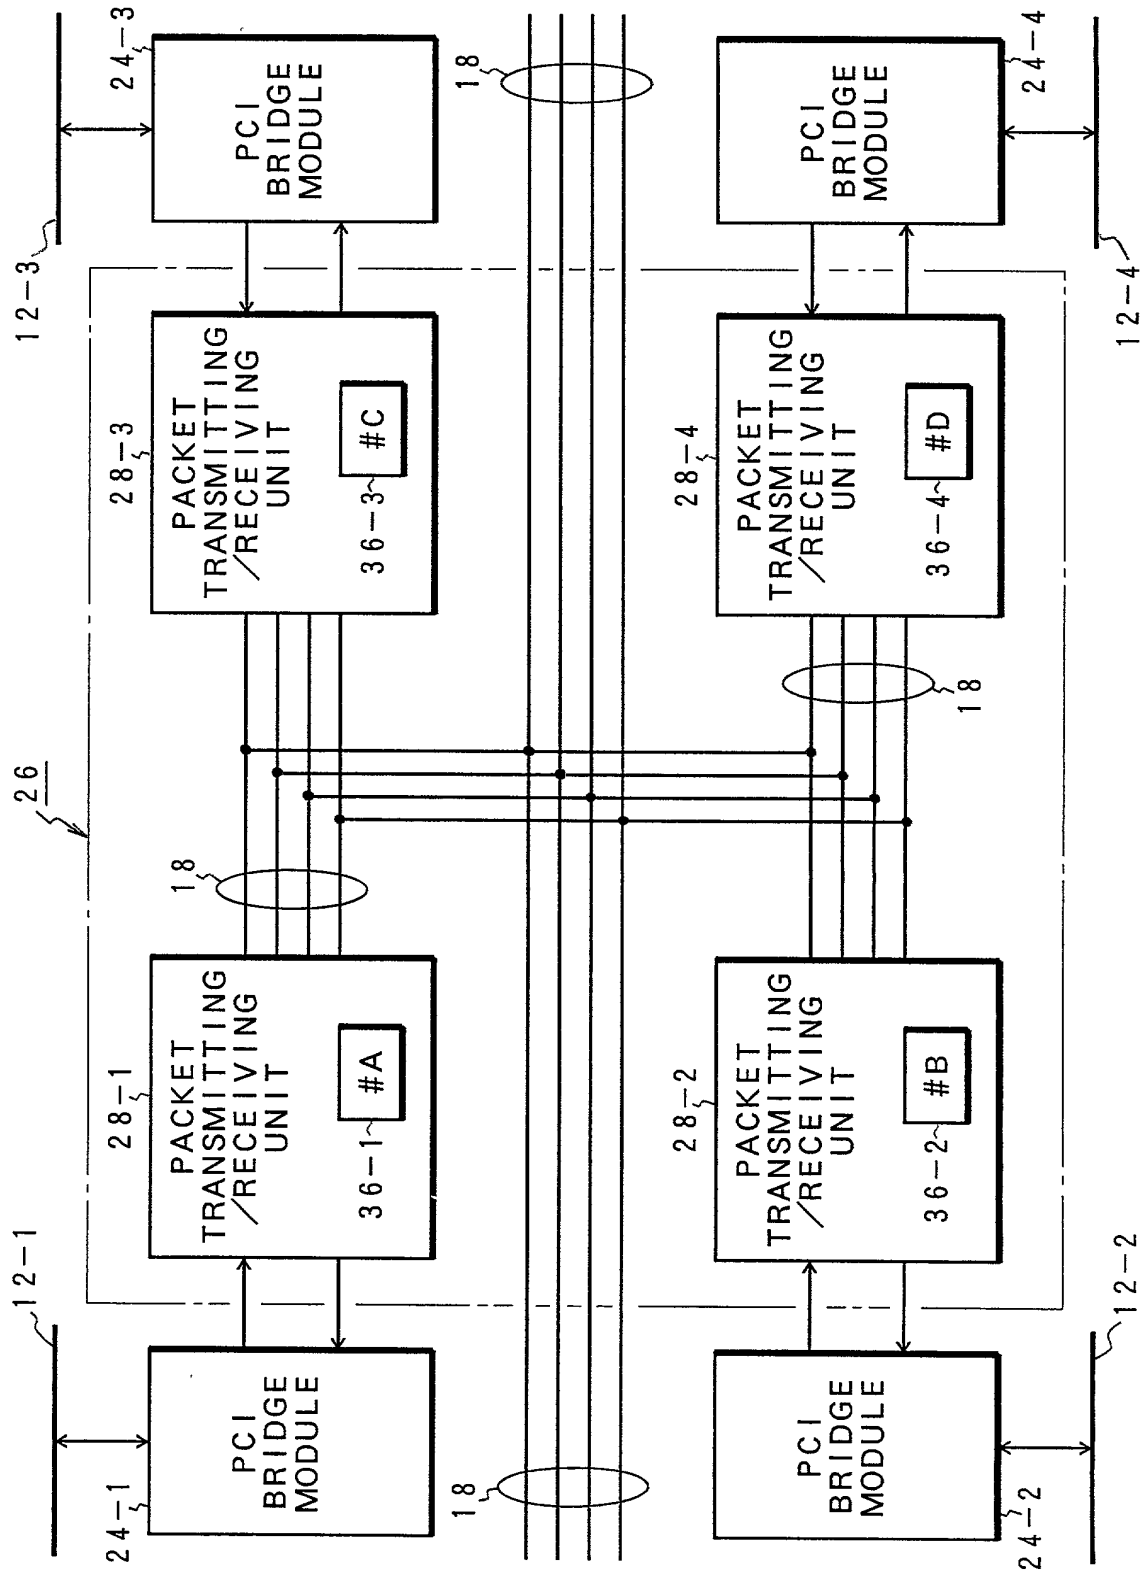 12-1
24-1
PCI
BRIDGE
MODULE
28-1
PACKET
TRANSMITTING
/RECEIVING
UNIT
36-1
#A
18
26
28-3
PACKET
TRANSMITTING
/RECEIVING
UNIT
36-3
#C
12-3
24-3
PCI
BRIDGE
MODULE
18
18
28-2
PACKET
TRANSMITTING
/RECEIVING
UNIT
36-2
#B
24-2
PCI
BRIDGE
MODULE
12-2
28-4
PACKET
TRANSMITTING
/RECEIVING
UNIT
36-4
#D
18
PCI
BRIDGE
MODULE
24-4
12-4